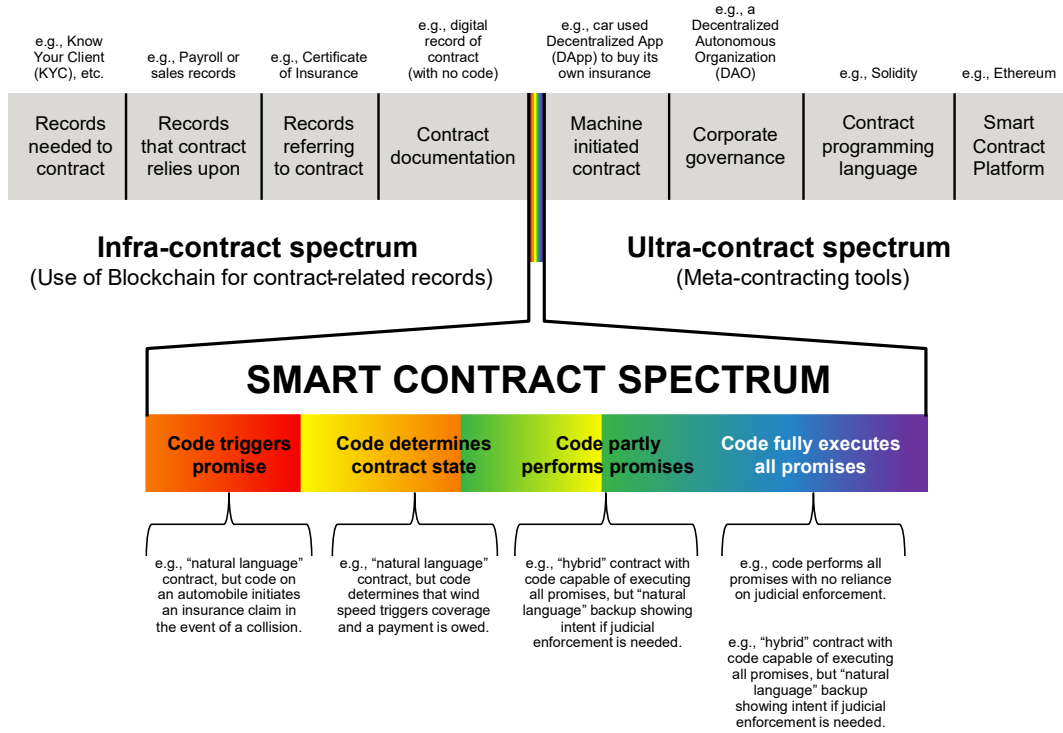 e.g., Know
Your Client
(KYC), etc.
e.g., Payroll or
sales records
e.g., Certificate
of Insurance
e.g., digital
record of
contract
(with no code)
e.g., car used
Decentralized App
(DApp) to buy its
own insurance
e.g., a
Decentralized
Autonomous
Organization
(DAO)
e.g., Solidity
e.g., Ethereum
Records
needed to
contract
Records
that contract
relies upon
Records
referring
to contract
Contract
documentation
Machine
initiated
contract
Corporate
governance
Contract
programming
language
Smart
Contract
Platform
Infra-contract spectrum
(Use of Blockchain for contract-related records)
Ultra-contract spectrum
(Meta-contracting tools)
SMART CONTRACT SPECTRUM
Code triggers
promise
Code determines
contract state
Code partly
performs promises
Code fully executes
all promises
e.g., “natural language”
contract, but code on
an automobile initiates
an insurance claim in
the event of a collision.
e.g., “natural language”
contract, but code
determines that wind
speed triggers coverage
and a payment is owed.
e.g., “hybrid” contract with
code capable of executing
all promises, but “natural
language” backup showing
intent if judicial
enforcement is needed.
e.g., code performs all
promises with no reliance
on judicial enforcement.
e.g., “hybrid” contract with
code capable of executing
all promises, but “natural
language” backup
showing intent if judicial
enforcement is needed.